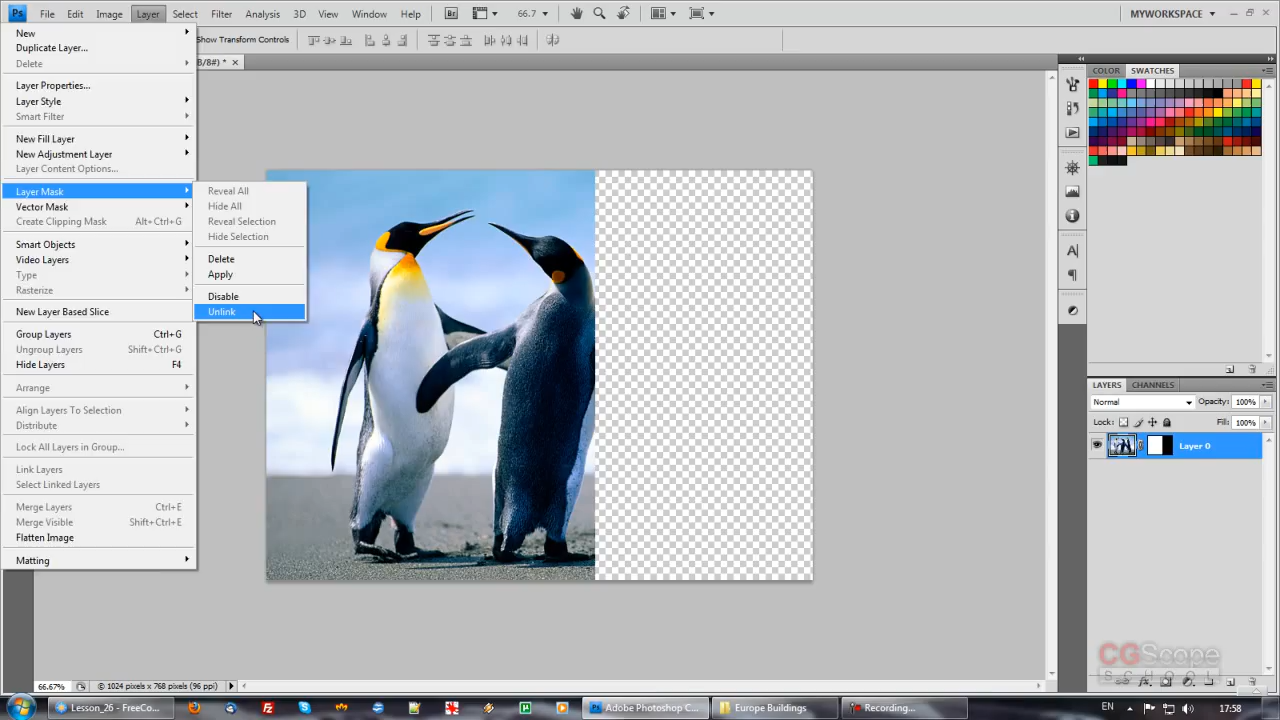 Ps File Edit Image Layer Select Filter Analysis 3D View Window Help Br 66.7 MYWORKSPACE
Show Transform Controls
B/8#) * ×
New
Duplicate Layer...
Delete
Layer Properties...
Layer Style
Smart Filter
New Fill Layer
New Adjustment Layer
Layer Content Options...
Layer Mask
Vector Mask
Create Clipping Mask Alt+Ctrl+G
Smart Objects
Video Layers
Type
Rasterize
New Layer Based Slice
Group Layers Ctrl+G
Ungroup Layers Shift+Ctrl+G
Hide Layers F4
Arrange
Align Layers To Selection
Distribute
Lock All Layers in Group...
Link Layers
Select Linked Layers
Merge Layers Ctrl+E
Merge Visible Shift+Ctrl+E
Flatten Image
Matting
Reveal All
Hide All
Reveal Selection
Hide Selection
Delete
Apply
Disable
Unlink
COLOR SWATCHES
LAYERS CHANNELS
Normal Opacity: 100%
Lock: Fill: 100%
Layer 0
CGScope
SCHOOL
66.67% 1024 pixels x 768 pixels (96 ppi)
Lesson_26 - FreeCo... Adobe Photoshop C... Europe Buildings Recording... EN 17:58